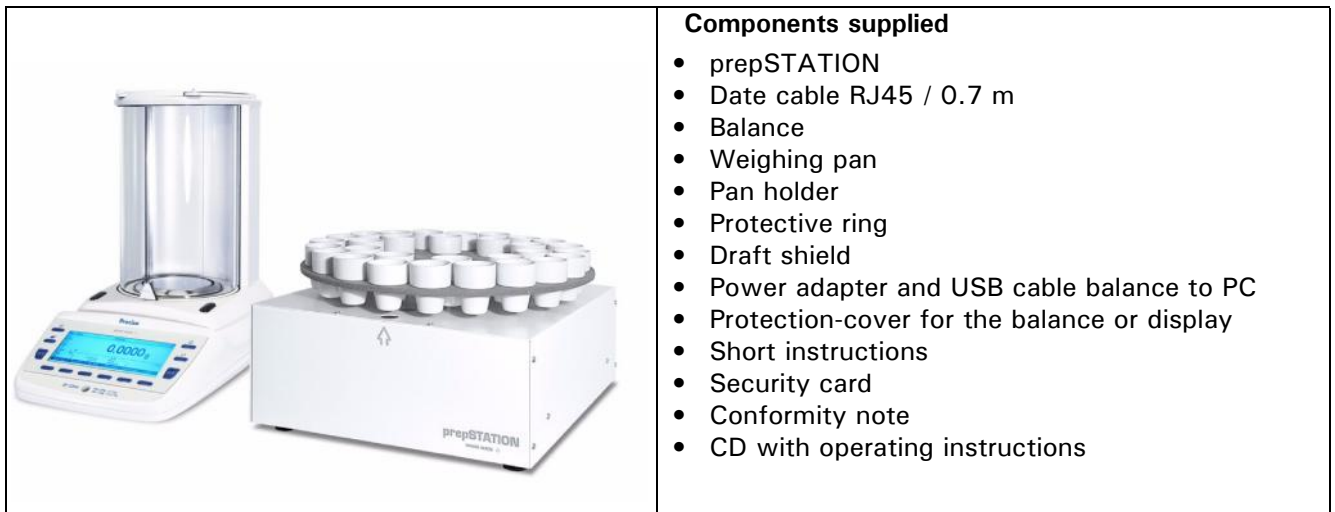 Components supplied
• prepSTATION
• Date cable RJ45 / 0.7 m
• Balance
• Weighing pan
• Pan holder
• Protective ring
• Draft shield
• Power adapter and USB cable balance to PC
• Protection-cover for the balance or display
• Short instructions
• Security card
• Conformity note
• CD with operating instructions
Precisa
0.0000 g
prepSTATION